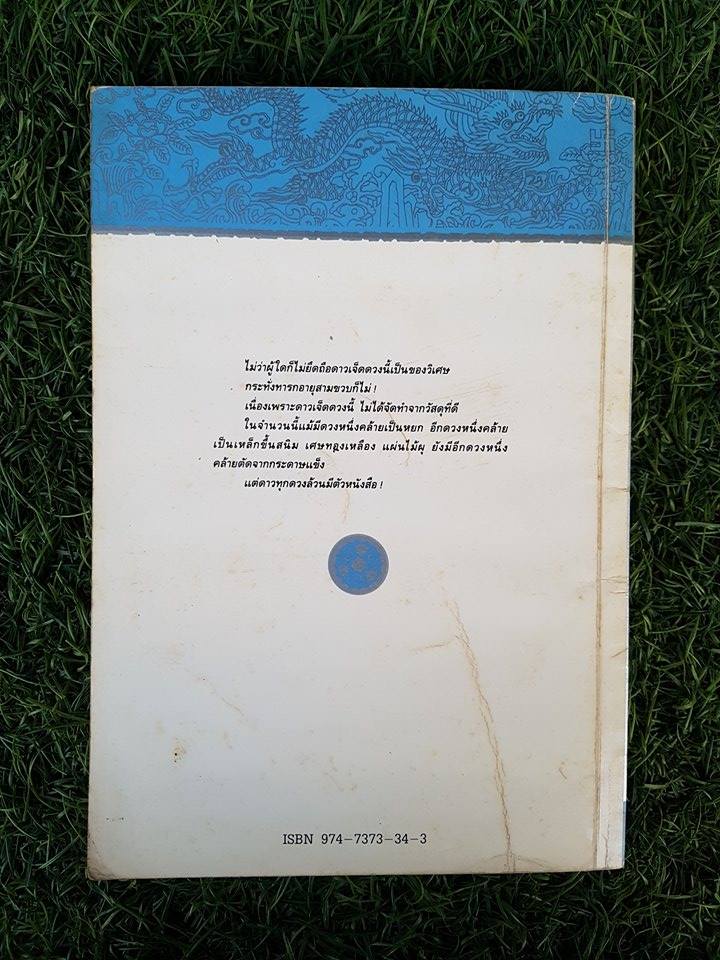 ไม่ว่าผู้ใดก็ไม่ยึดถือดาวเจ็ดดวงนี้เป็นของวิเศษ
กระทั่งทารกอายุสามขวบก็ไม่!
เนื่องเพราะดาวเจ็ดดวงนี้ ไม่ได้จัดทำจากวัสดุที่ดี
ในจำนวนนี้แม้มีดวงหนึ่งคล้ายเป็นหยก อีกดวงหนึ่งคล้าย
เป็นเหล็กขึ้นสนิม เศษทองเหลือง แผ่นไม้ผุ ยังมีอีกดวงหนึ่ง
คล้ายตัดจากกระดาษแข็ง
แต่ดาวทุกดวงล้วนมีตัวหนังสือ!
ISBN 974-7373-34-3